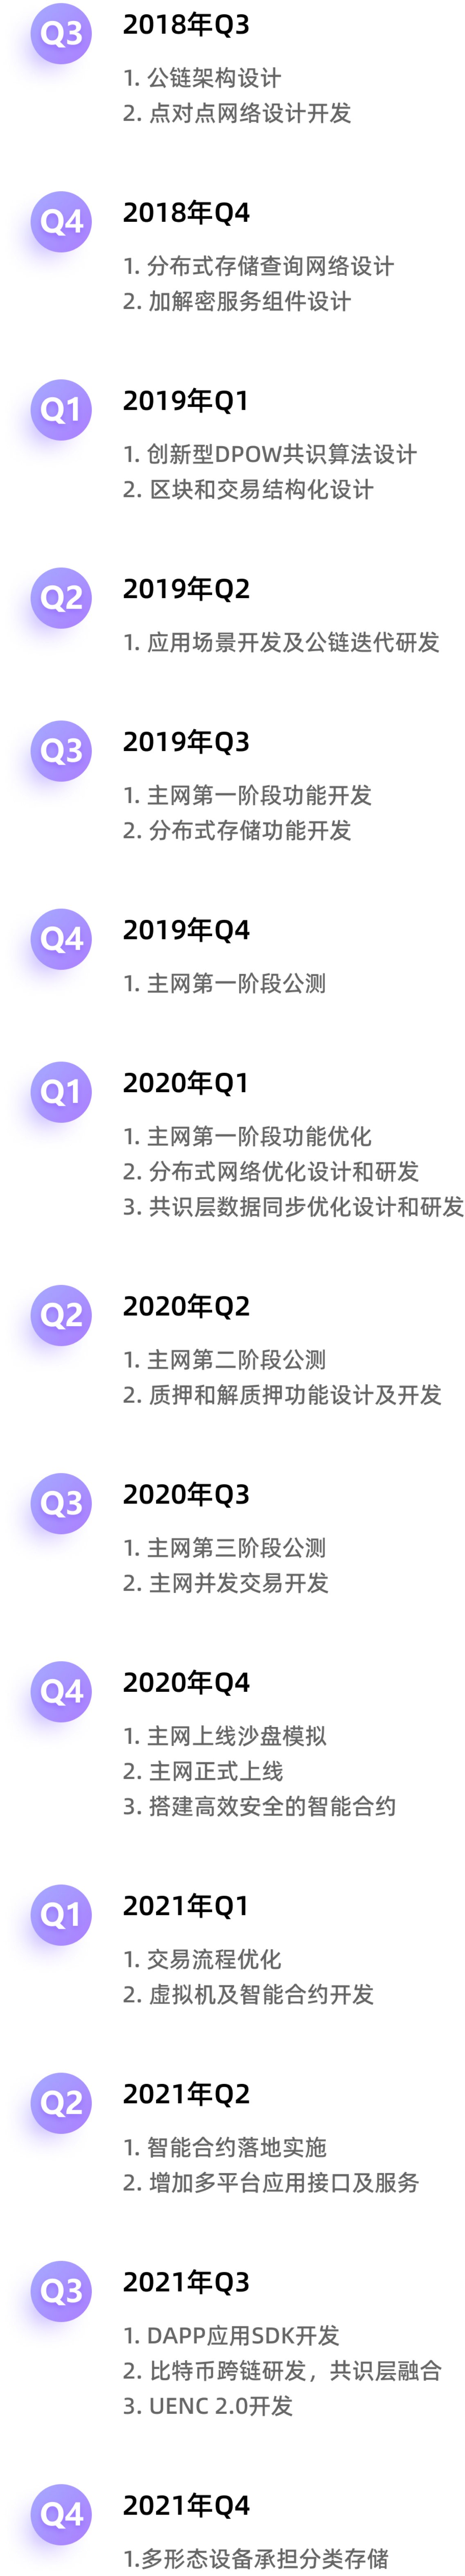 Q3
2018年Q3
1. 公链架构设计
2. 点对点网络设计开发
Q4
2018年Q4
1. 分布式存储查询网络设计
2. 加解密服务组件设计
Q1
2019年Q1
1. 创新型DPOW共识算法设计
2. 区块和交易结构化设计
Q2
2019年Q2
1. 应用场景开发及公链迭代研发
Q3
2019年Q3
1. 主网第一阶段功能开发
2. 分布式存储功能开发
Q4
2019年Q4
1. 主网第一阶段公测
Q1
2020年Q1
1. 主网第一阶段功能优化
2. 分布式网络优化设计和研发
3. 共识层数据同步优化设计和研发
Q2
2020年Q2
1. 主网第二阶段公测
2. 质押和解质押功能设计及开发
Q3
2020年Q3
1. 主网第三阶段公测
2. 主网并发交易开发
Q4
2020年Q4
1. 主网上线沙盘模拟
2. 主网正式上线
3. 搭建高效安全的智能合约
Q1
2021年Q1
1. 交易流程优化
2. 虚拟机及智能合约开发
Q2
2021年Q2
1. 智能合约落地实施
2. 增加多平台应用接口及服务
Q3
2021年Q3
1. DAPP应用SDK开发
2. 比特币跨链研发，共识层融合
3. UENC 2.0开发
Q4
2021年Q4
1.多形态设备承担分类存储